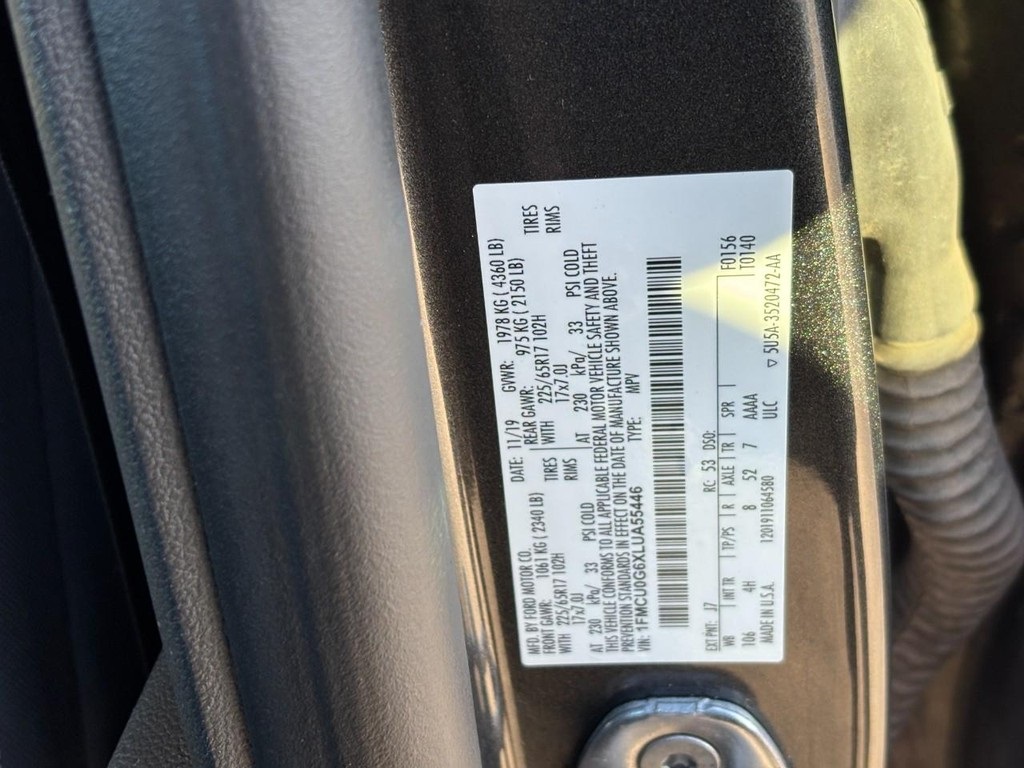 MFD. BY FORD MOTOR CO.
DATE: 11/19 GVWR: 1978 KG ( 4360 LB)
FRONT GAWR: 1061 KG ( 2340 LB) REAR GAWR: 975 KG ( 2150 LB)
WITH 225/65R17 102H TIRES WITH 225/65R17 102H TIRES
17x7.0J RIMS 17x7.0J RIMS
AT 230 kPa/ 33 PSI COLD AT 230 kPa/ 33 PSI COLD
THIS VEHICLE CONFORMS TO ALL APPLICABLE FEDERAL MOTOR VEHICLE SAFETY AND THEFT
PREVENTION STANDARDS IN EFFECT ON THE DATE OF MANUFACTURE SHOWN ABOVE.
VIN: 1FMCU0G6XLUA55446 TYPE: MPV
F0156
EXT PNT: J7 RC: 53 DSO: T0140
WB INT TR TP/PS R AXLE TR SPR
106 4H 8 52 7 AAAA
MADE IN U.S.A. 120191106458​0 ULC 5U5A-3520472-AA